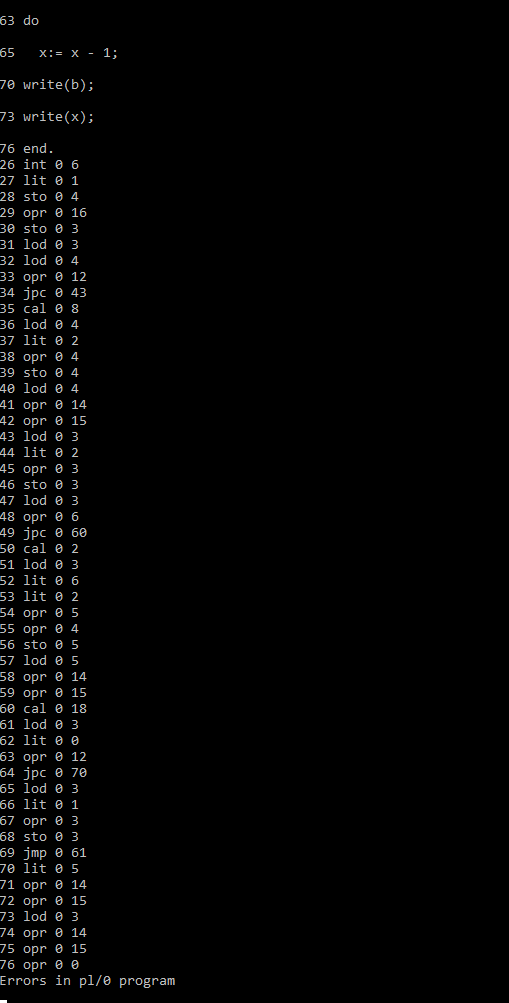 63 do
65   x:= x - 1;
70 write(b);
73 write(x);
76 end.
26 int 0 6
27 lit 0 1
28 sto 0 4
29 opr 0 16
30 sto 0 3
31 lod 0 3
32 lod 0 4
33 opr 0 12
34 jpc 0 43
35 cal 0 8
36 lod 0 4
37 lit 0 2
38 opr 0 4
39 sto 0 4
40 lod 0 4
41 opr 0 14
42 opr 0 15
43 lod 0 3
44 lit 0 2
45 opr 0 3
46 sto 0 3
47 lod 0 3
48 opr 0 6
49 jpc 0 60
50 cal 0 2
51 lod 0 3
52 lit 0 6
53 lit 0 2
54 opr 0 5
55 opr 0 4
56 sto 0 5
57 lod 0 5
58 opr 0 14
59 opr 0 15
60 cal 0 18
61 lod 0 3
62 lit 0 0
63 opr 0 12
64 jpc 0 70
65 lod 0 3
66 lit 0 1
67 opr 0 3
68 sto 0 3
69 jmp 0 61
70 lit 0 5
71 opr 0 14
72 opr 0 15
73 lod 0 3
74 opr 0 14
75 opr 0 15
76 opr 0 0
Errors in pl/0 program